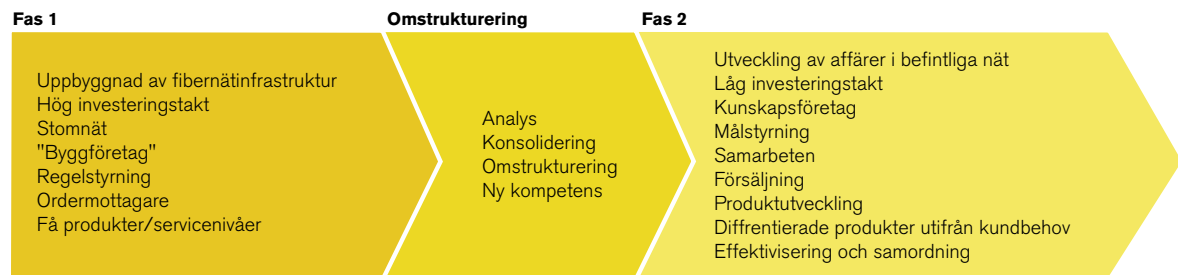 Fas 1
Uppbyggnad av fibernätinfrastruktur
Hög investeringstakt
Stomnät
"Byggföretag"
Regelstyrning
Ordermottagare
Få produkter/servicenivåer
Omstrukturering
Analys
Konsolidering
Omstrukturering
Ny kompetens
Fas 2
Utveckling av affärer i befintliga nät
Låg investeringstakt
Kunskapsföretag
Målstyrning
Samarbeten
Försäljning
Produktutveckling
Diffrentierade produkter utifrån kundbehov
Effektivisering och samordning